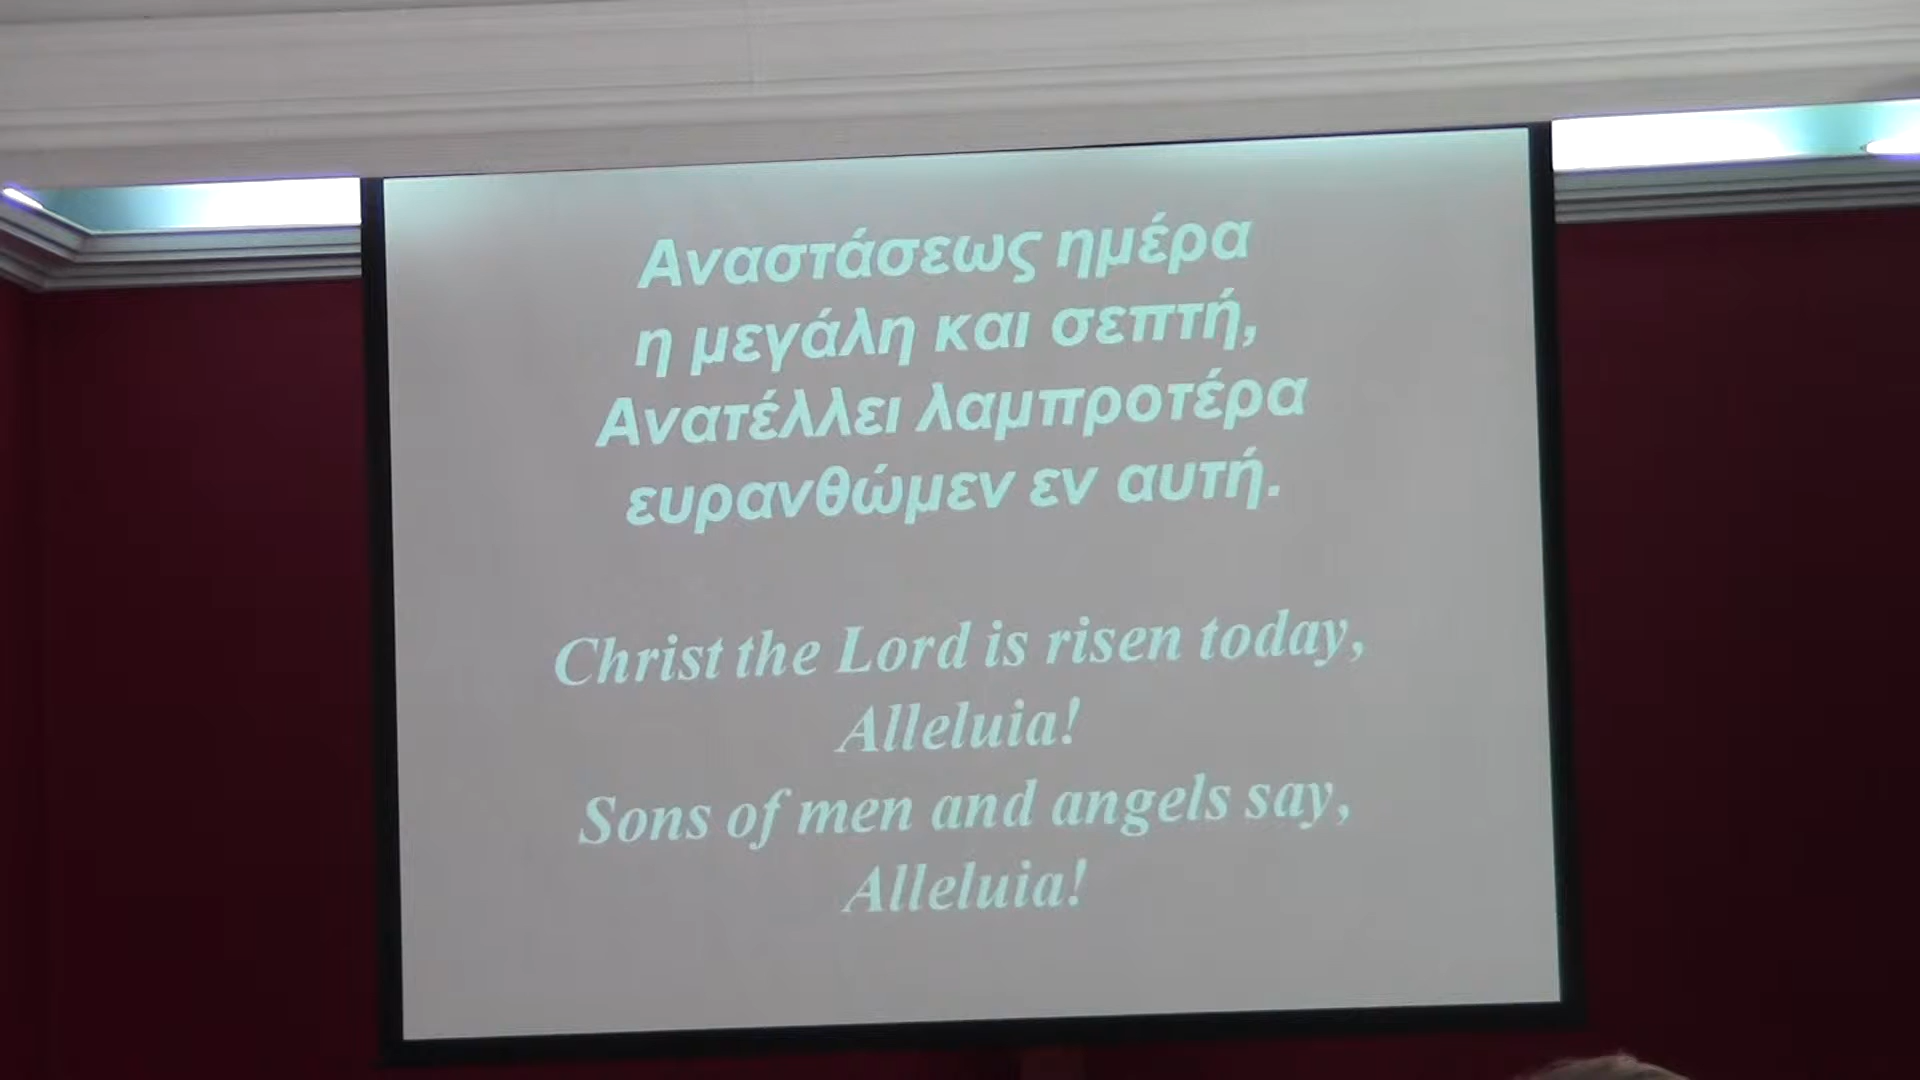 Αναστάσεως ημέρα
η μεγάλη και σεπτή,
Ανατέλλει λαμπροτέρα
ευρανθώμεν εν αυτή.
Christ the Lord is risen today,
Alleluia!
Sons of men and angels say,
Alleluia!